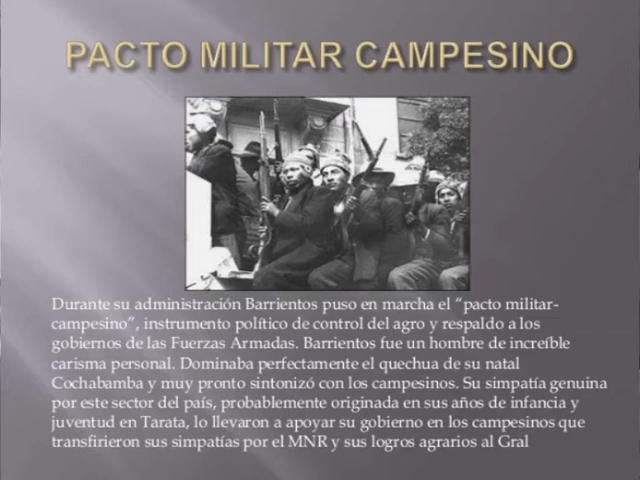 PACTO MILITAR CAMPESINO
Durante su administración Barrientos puso en marcha el “pacto militar-
campesino”, instrumento político de control del agro y respaldo a los
gobiernos de las Fuerzas Armadas. Barrientos fue un hombre de increíble
carisma personal. Dominaba perfectamente el quechua de su natal
Cochabamba y muy pronto sintonizó con los campesinos. Su simpatía genuina
por este sector del país, probablemente originada en sus años de infancia y
juventud en Tarata, lo llevaron a apoyar su gobierno en los campesinos que
transfirieron sus simpatías por el MNR y sus logros agrarios al Gral